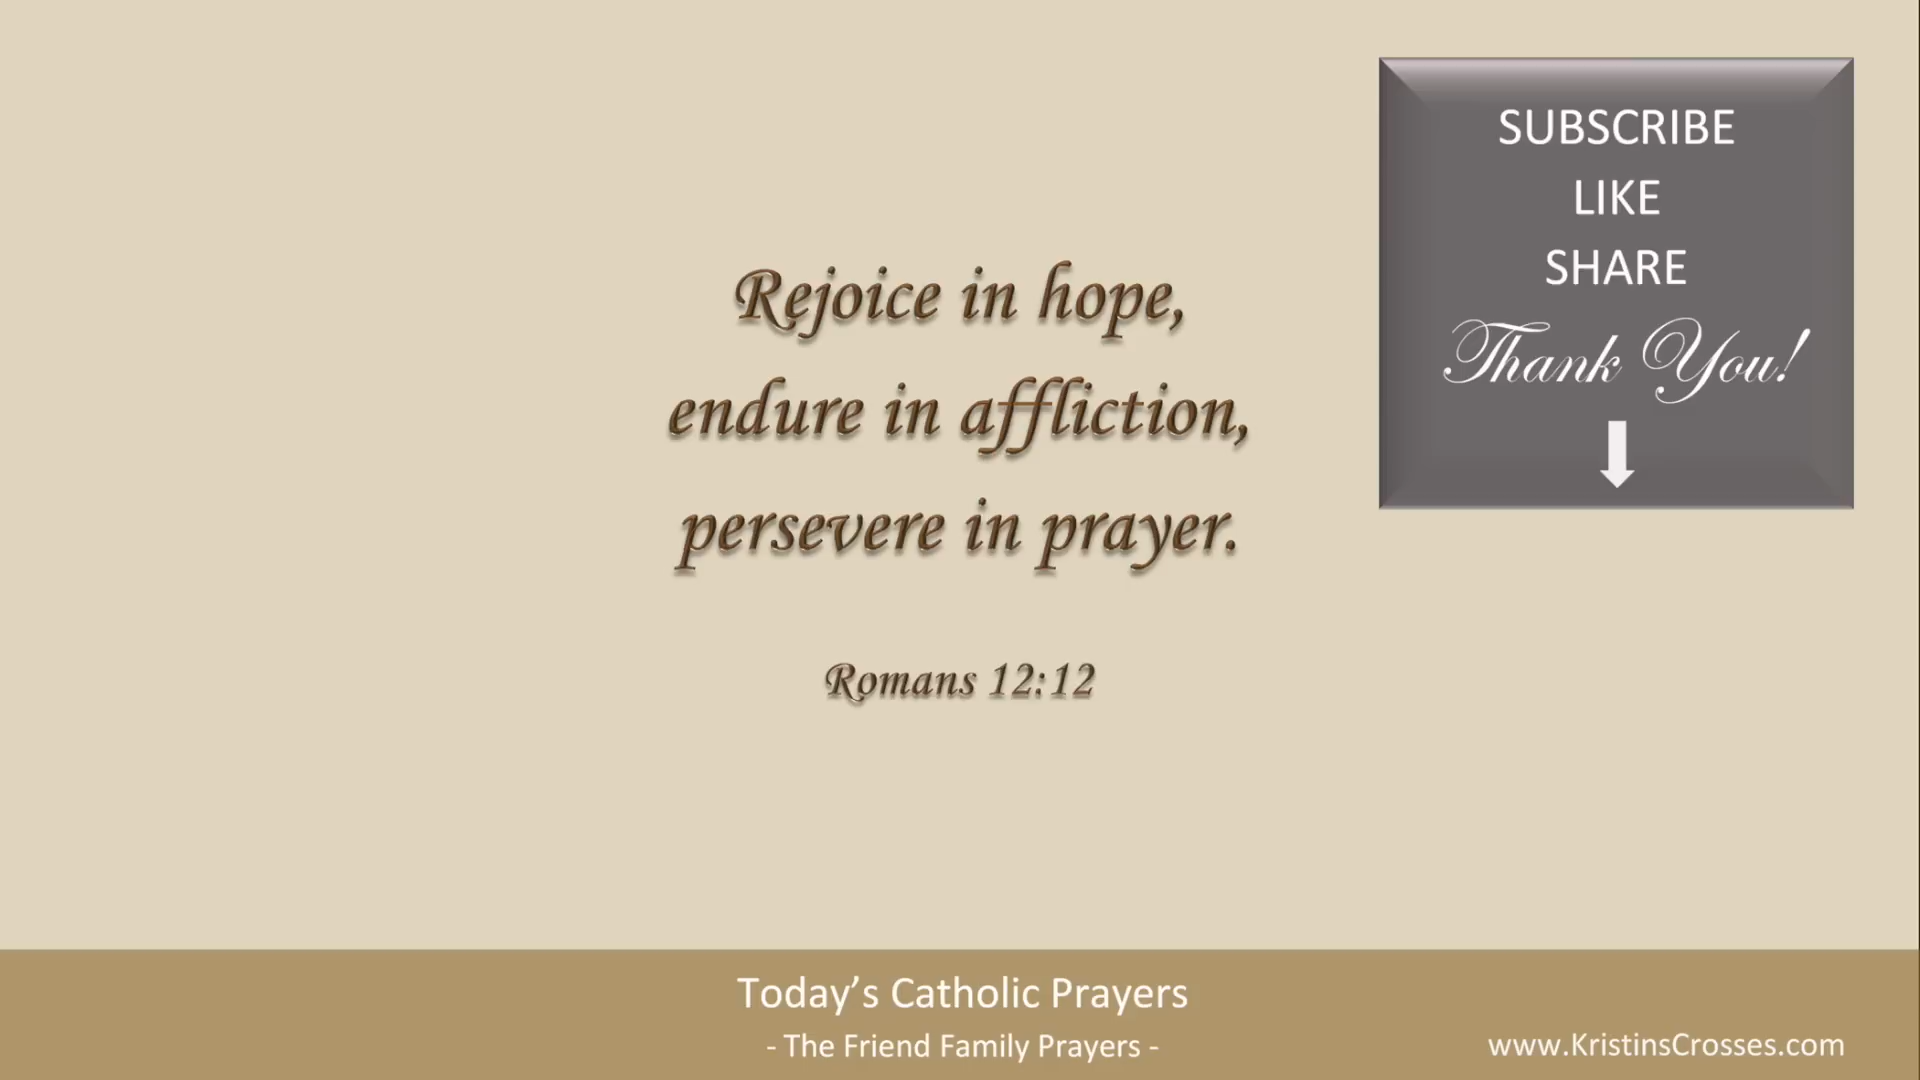 Rejoice in hope,
endure in affliction,
persevere in prayer.
Romans 12:12
SUBSCRIBE
LIKE
SHARE
Thank You!
Today’s Catholic Prayers
- The Friend Family Prayers -
www.KristinsCrosses.com